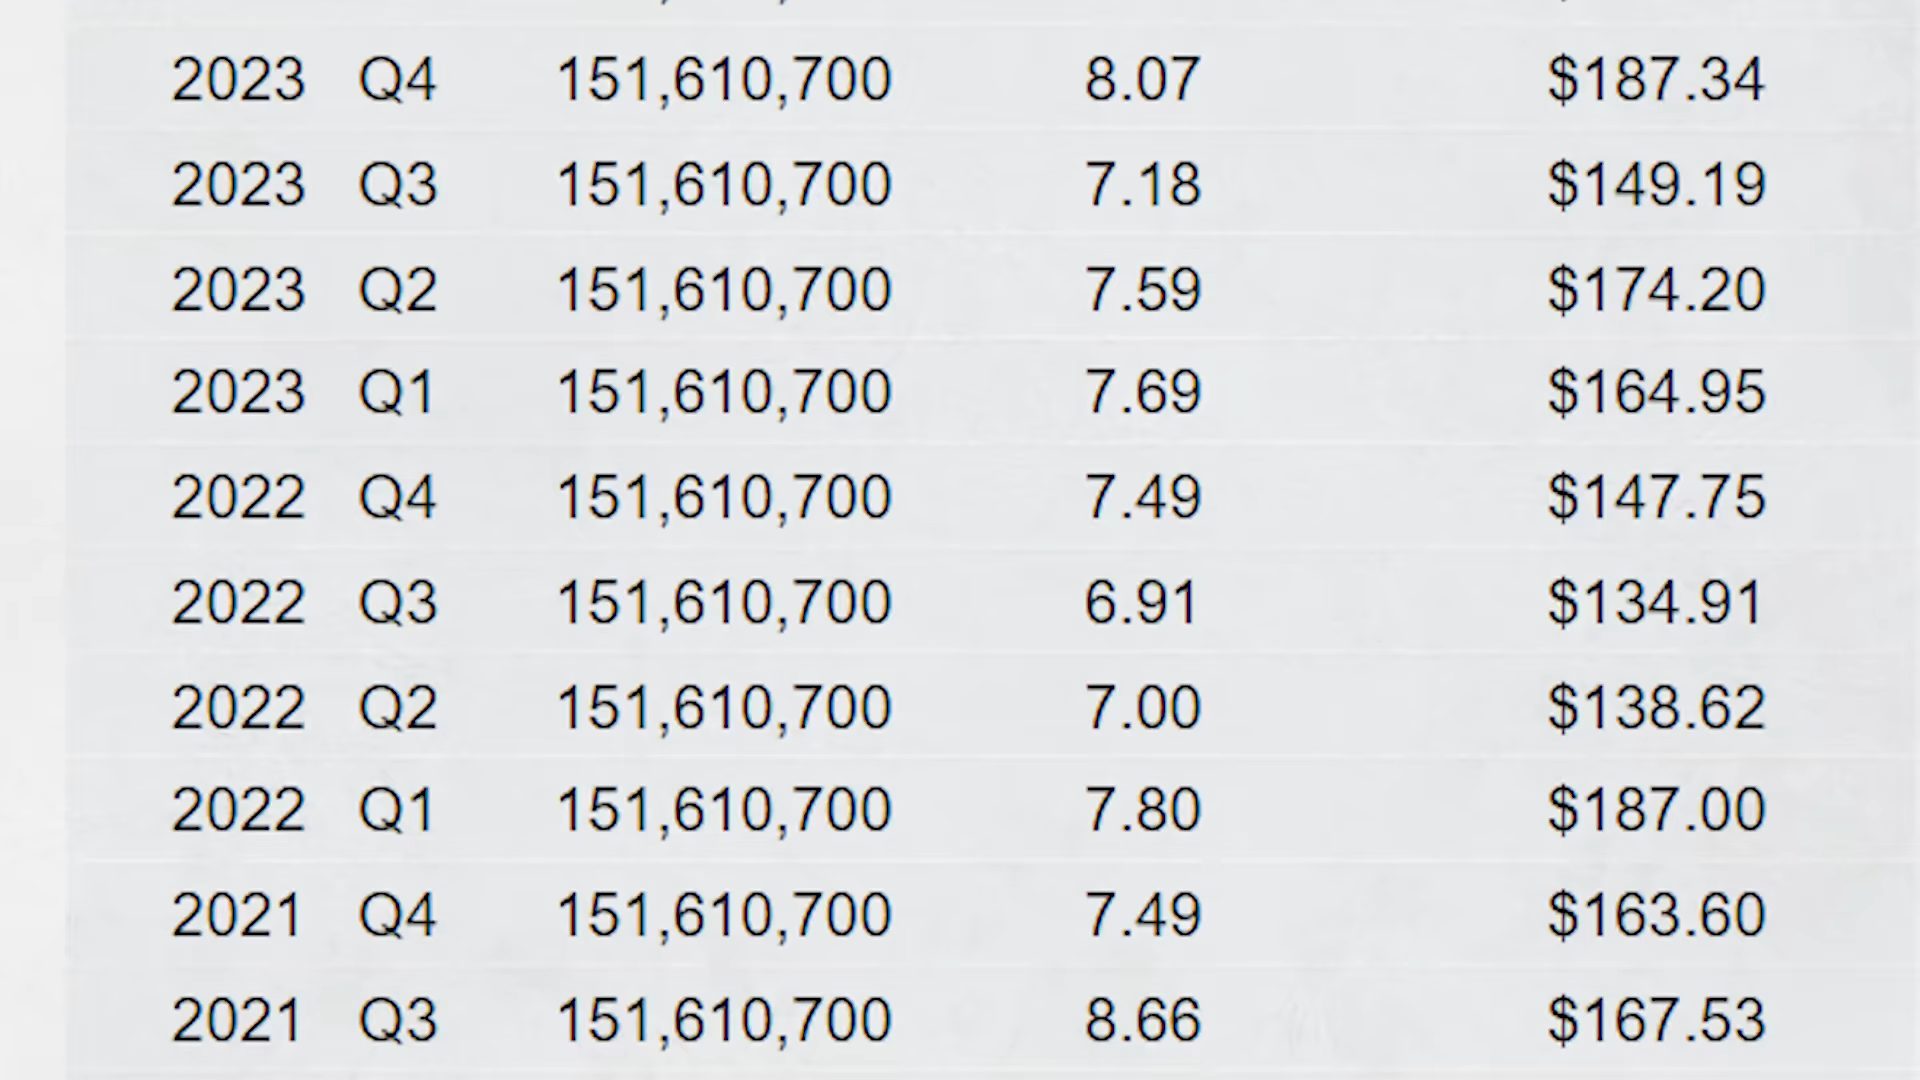 2023 Q4 151,610,700 8.07 $187.34
2023 Q3 151,610,700 7.18 $149.19
2023 Q2 151,610,700 7.59 $174.20
2023 Q1 151,610,700 7.69 $164.95
2022 Q4 151,610,700 7.49 $147.75
2022 Q3 151,610,700 6.91 $134.91
2022 Q2 151,610,700 7.00 $138.62
2022 Q1 151,610,700 7.80 $187.00
2021 Q4 151,610,700 7.49 $163.60
2021 Q3 151,610,700 8.66 $167.53